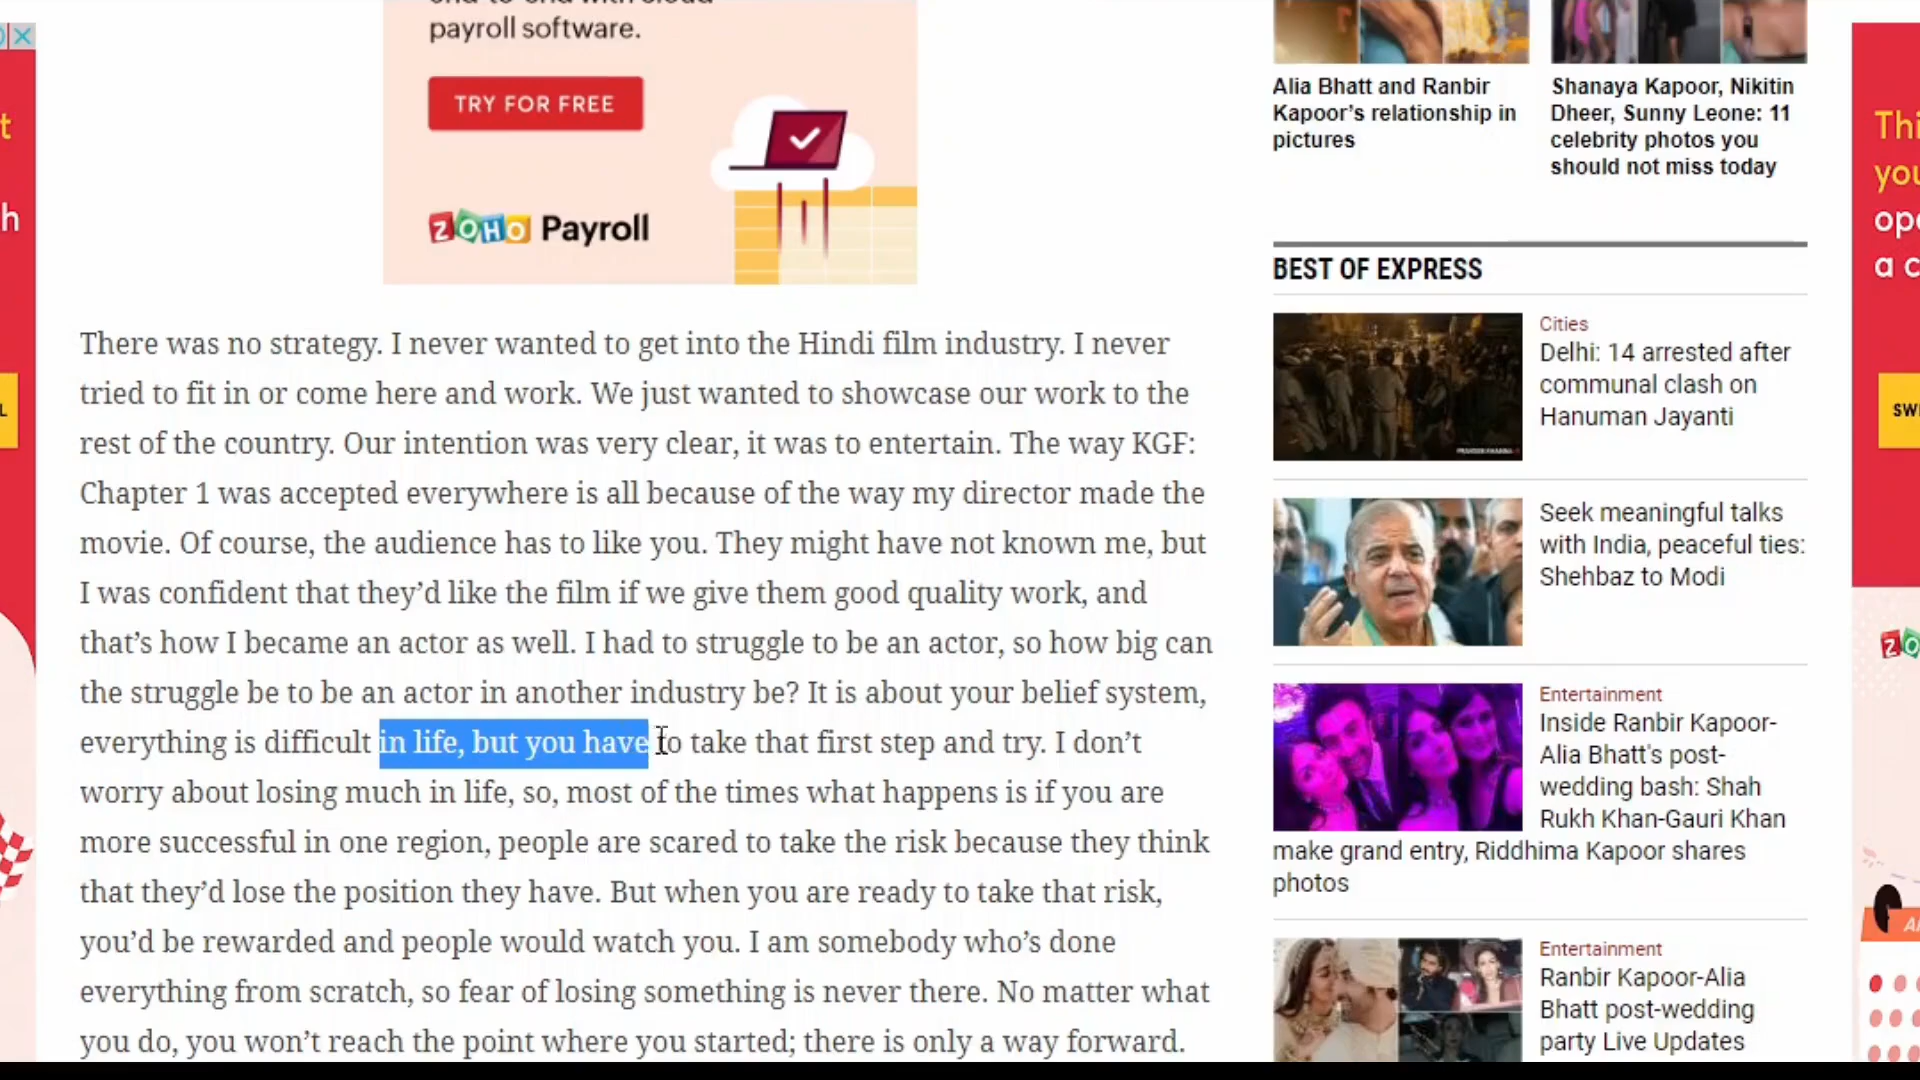 payroll software.
TRY FOR FREE
ZOHO Payroll
There was no strategy. I never wanted to get into the Hindi film industry. I never
tried to fit in or come here and work. We just wanted to showcase our work to the
rest of the country. Our intention was very clear, it was to entertain. The way KGF:
Chapter 1 was accepted everywhere is all because of the way my director made the
movie. Of course, the audience has to like you. They might have not known me, but
I was confident that they’d like the film if we give them good quality work, and
that’s how I became an actor as well. I had to struggle to be an actor, so how big can
the struggle be to be an actor in another industry be? It is about your belief system,
everything is difficult in life, but you have to take that first step and try. I don’t
worry about losing much in life, so, most of the times what happens is if you are
more successful in one region, people are scared to take the risk because they think
that they’d lose the position they have. But when you are ready to take that risk,
you’d be rewarded and people would watch you. I am somebody who’s done
everything from scratch, so fear of losing something is never there. No matter what
you do, you won’t reach the point where you started; there is only a way forward.
Alia Bhatt and Ranbir
Kapoor’s relationship in
pictures
Shanaya Kapoor, Nikitin
Dheer, Sunny Leone: 11
celebrity photos you
should not miss today
BEST OF EXPRESS
Cities
Delhi: 14 arrested after
communal clash on
Hanuman Jayanti
Seek meaningful talks
with India, peaceful ties:
Shehbaz to Modi
Entertainment
Inside Ranbir Kapoor-
Alia Bhatt's post-
wedding bash: Shah
Rukh Khan-Gauri Khan
make grand entry, Riddhima Kapoor shares
photos
Entertainment
Ranbir Kapoor-Alia
Bhatt post-wedding
party Live Updates
a c